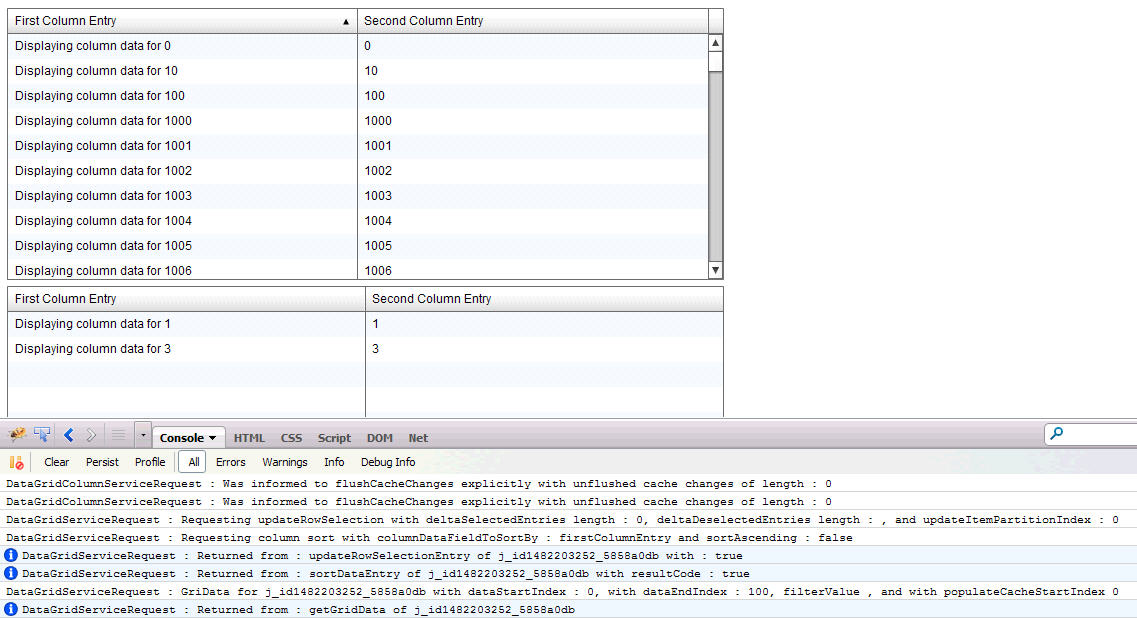 First Column Entry Second Column Entry
Displaying column data for 0 0
Displaying column data for 10 10
Displaying column data for 100 100
Displaying column data for 1000 1000
Displaying column data for 1001 1001
Displaying column data for 1002 1002
Displaying column data for 1003 1003
Displaying column data for 1004 1004
Displaying column data for 1005 1005
Displaying column data for 1006 1006
First Column Entry Second Column Entry
Displaying column data for 1 1
Displaying column data for 3 3
Console HTML CSS Script DOM Net
Clear Persist Profile All Errors Warnings Info Debug Info
DataGridColumnServiceRequest : Was informed to flushCacheChanges explicitly with unflushed cache changes of length : 0
DataGridColumnServiceRequest : Was informed to flushCacheChanges explicitly with unflushed cache changes of length : 0
DataGridServiceRequest : Requesting updateRowSelection with deltaSelectedEntries length : 0, deltaDeselectedEntries length : , and updateItemPartitionIndex : 0
DataGridServiceRequest : Requesting column sort with columnDataFieldToSortBy : firstColumnEntry and sortAscending : false
DataGridServiceRequest : Returned from : updateRowSelectionEntry of j_id1482203252_5858a0db with : true
DataGridServiceRequest : Returned from : sortDataEntry of j_id1482203252_5858a0db with resultCode : true
DataGridServiceRequest : GriData for j_id1482203252_5858a0db with dataStartIndex : 0, with dataEndIndex : 100, filterValue , and with populateCacheStartIndex 0
DataGridServiceRequest : Returned from : getGridData of j_id1482203252_5858a0db